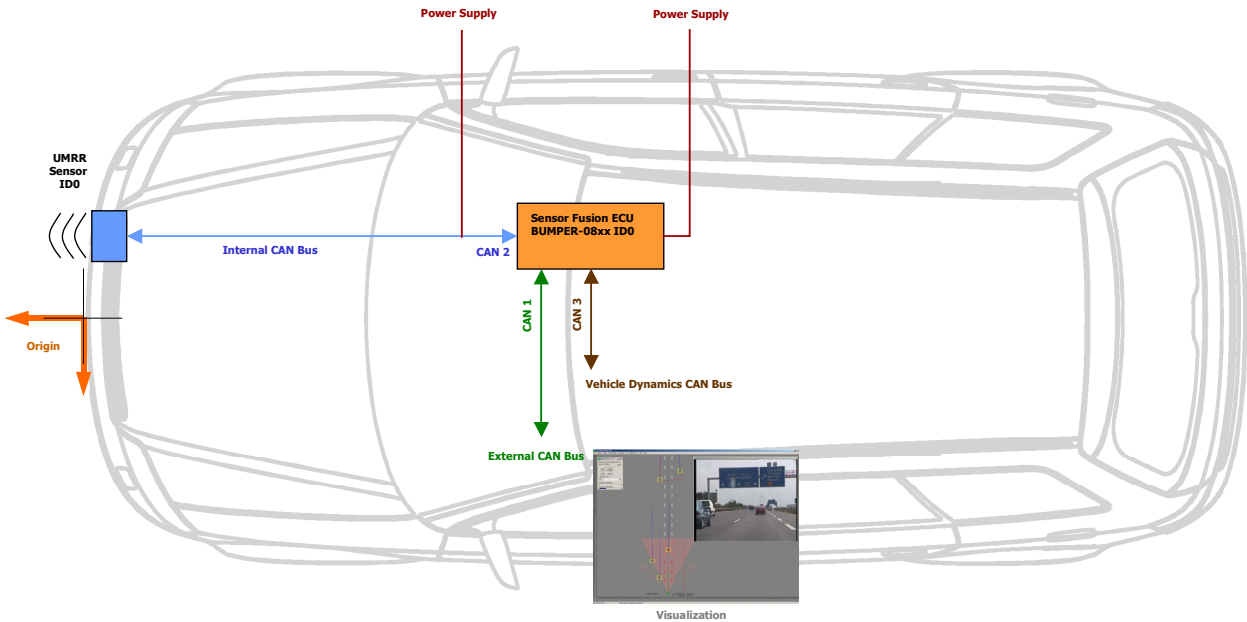 Power Supply
Power Supply
UMRR
Sensor
ID0
Sensor Fusion ECU
BUMPER-08xx ID0
Internal CAN Bus
CAN 2
CAN 1
CAN 3
Origin
Vehicle Dynamics CAN Bus
External CAN Bus
Visualization